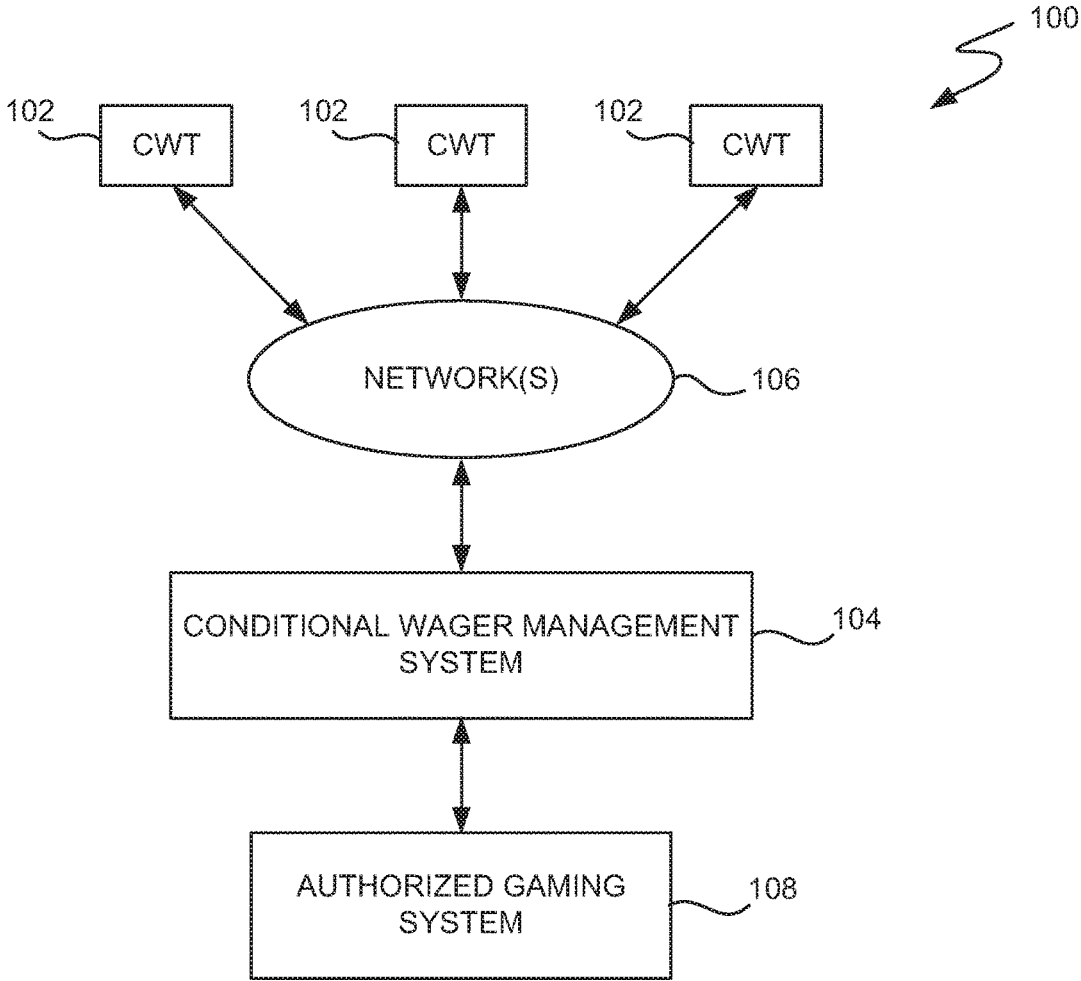 100
102 102 102
CWT CWT CWT
NETWORK(S)
106
CONDITIONAL WAGER MANAGEMENT
SYSTEM
104
AUTHORIZED GAMING
SYSTEM
108